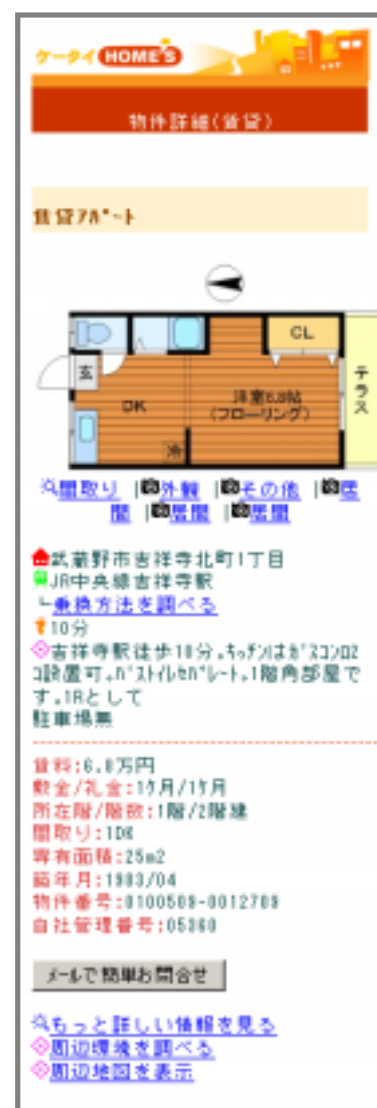 ケータイHOME'S
物件詳細(賃貸)
賃貸アパート
CL
玄
DK
洋室6.8帖
(フローリング)
冷
テラス
間取り |外観 |その他 |居
間 |居間 |居間
武蔵野市吉祥寺北町1丁目
JR中央線吉祥寺駅
└乗換方法を調べる
10分
吉祥寺駅徒歩10分。キッチンはガスコンロ2
コ設置可。バストイレセパレート。1階角部屋で
す。1Rとして
駐車場無
賃料:6.8万円
敷金/礼金:1ケ月/1ケ月
所在階/階数:1階/2階建
間取り:1DK
専有面積:25m2
築年月:1983/04
物件番号:0100509-0012709
自社管理番号:05360
メールで簡単お問合せ
もっと詳しい情報を見る
周辺環境を調べる
周辺地図を表示